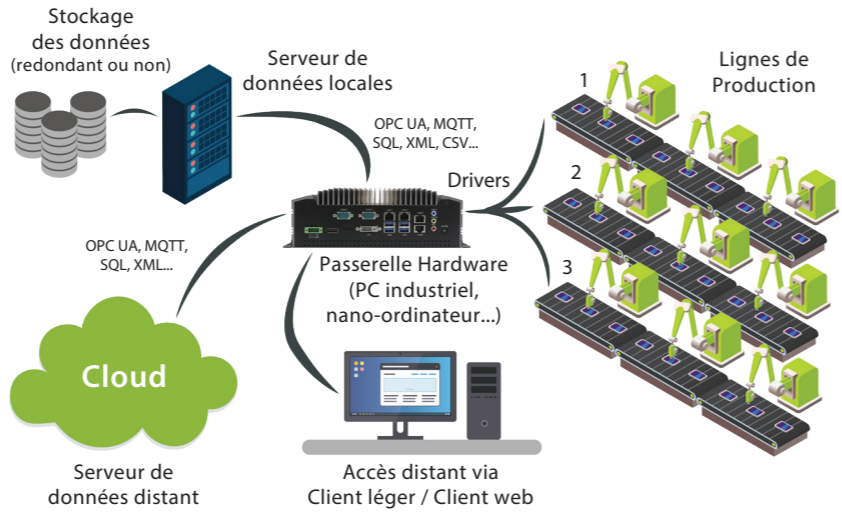 Stockage
des données
(redondant ou non)
Serveur de
données locales
OPC UA, MQTT,
SQL, XML, CSV...
Lignes de
Production
1
2
3
Drivers
OPC UA, MQTT,
SQL, XML...
Passerelle Hardware
(PC industriel,
nano-ordinateur...)
Cloud
Serveur de
données distant
Accès distant via
Client léger / Client web